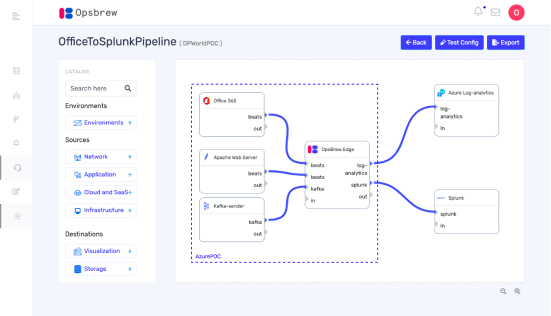 Opsbrew
O
OfficeToSplunkPipeline ( DPWorldPOC )
Back
Test Config
Export
CATALOG
Search here
Environments
Environments +
Sources
Network +
Application +
Cloud and SaaS+
Infrastructure +
Destinations
Visualization +
Storage +
Office 365
beats
out
Apache Web Server
beats
out
Kafka-sender
kafka
out
AzurePOC
OpsBrew Edge
beats
beats
kafka
in
log-
analytics
splunk
out
Azure Log-analytics
log-
analytics
in
Splunk
splunk
in